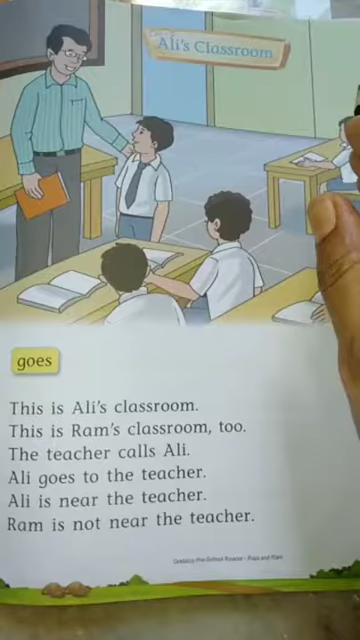 Ali's Classroom
goes
This is Ali's classroom.
This is Ram's classroom, too.
The teacher calls Ali.
Ali goes to the teacher.
Ali is near the teacher.
Ram is not near the teacher.